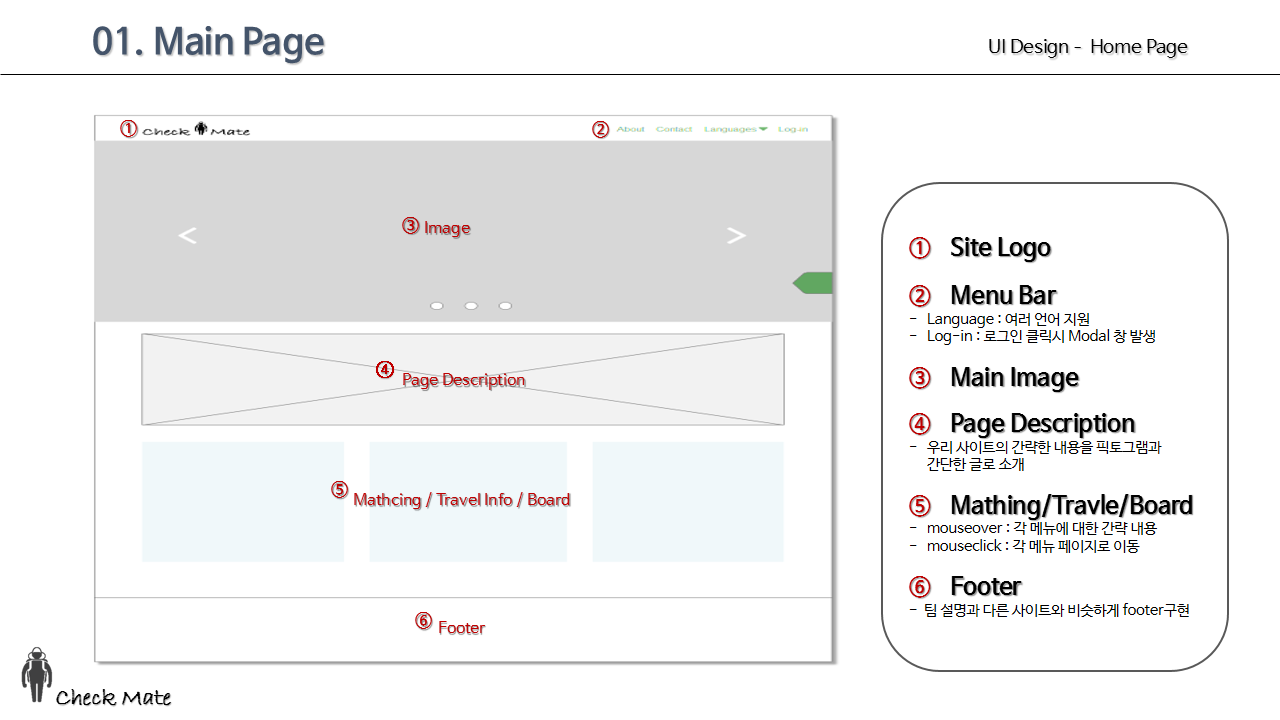 01. Main Page
UI Design - Home Page
① Check Mate
② About Contact Languages Log-in
③ Image
< >
④ Page Description
⑤ Mathcing / Travel Info / Board
⑥ Footer
① Site Logo
② Menu Bar
- Language : 여러 언어 지원
- Log-in : 로그인 클릭시 Modal 창 발생
③ Main Image
④ Page Description
- 우리 사이트의 간략한 내용을 픽토그램과
간단한 글로 소개
⑤ Mathing/Travle/Board
- mouseover : 각 메뉴에 대한 간략 내용
- mouseclick : 각 메뉴 페이지로 이동
⑥ Footer
- 팀 설명과 다른 사이트와 비슷하게 footer구현
Check Mate